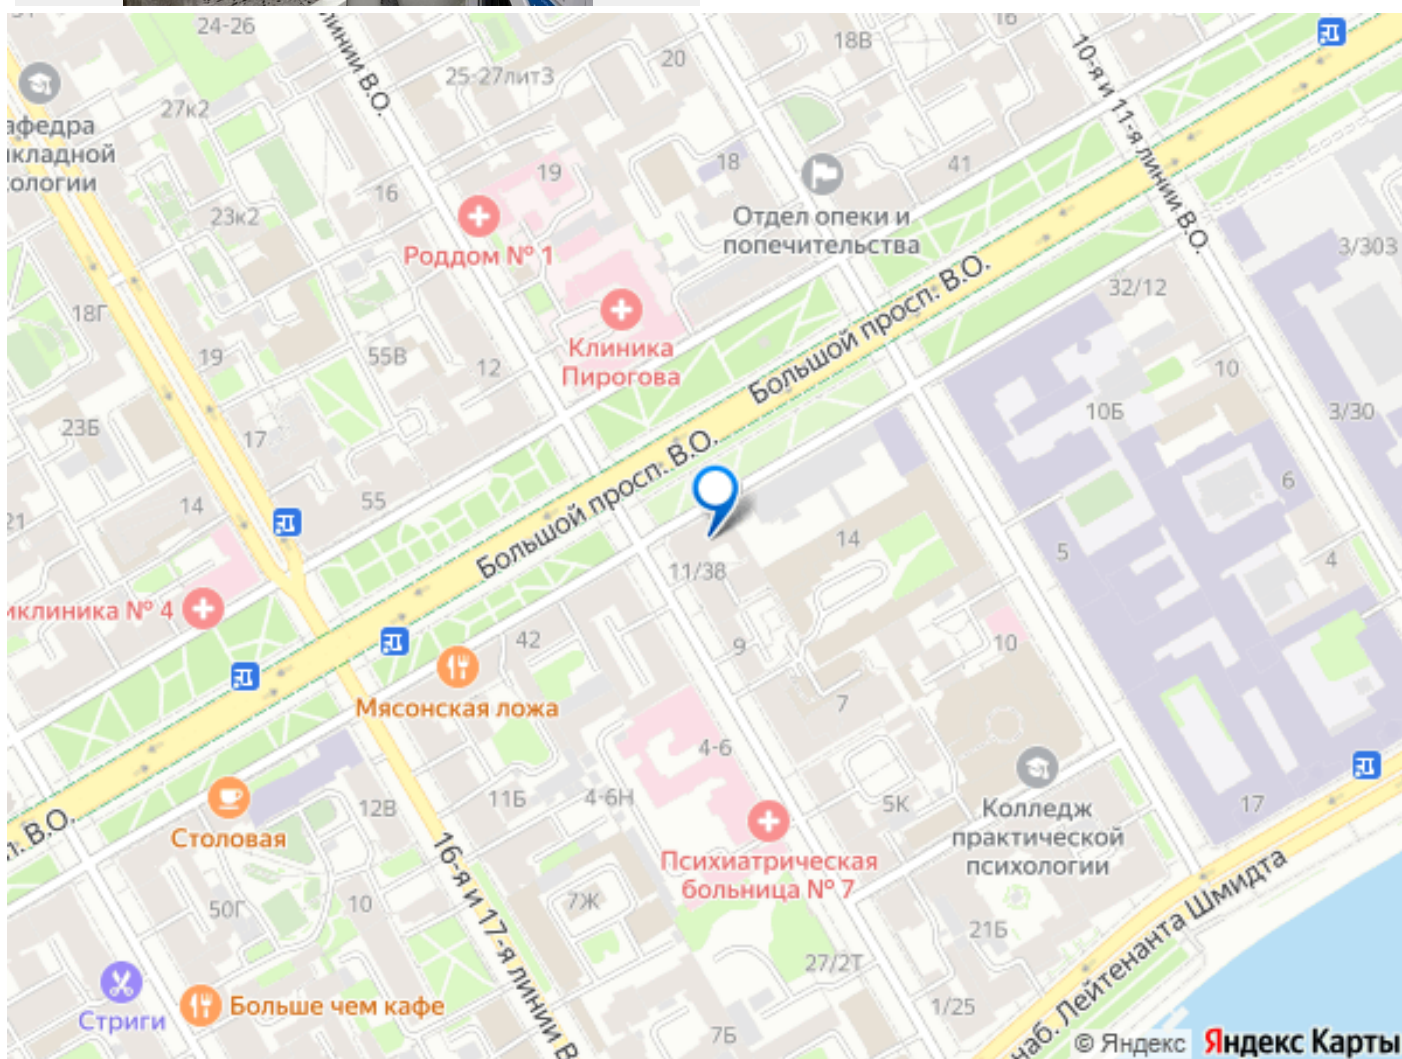 24-26
линии В.О.
25-27лит3
20
18В
16
10-я и 11-я линии В.О.
27к2
афедра
икладной
ологии
16
19
18
41
23к2
Роддом № 1
Отдел опеки и
попечительства
3/303
32/12
18Г
19
55В
12
Клиника
Пирогова
Большой просп. В.О.
10
23Б
17
10Б
3/30
21
14
55
Большой просп. В.О.
6
14
5
4
11/38
иклиника № 4
42
9
10
Мясонская ложа
7
4-6
12В
11Б
4-6Н
5К
17
Столовая
п. В.О.
Колледж
практической
психологии
Психиатрическая
больница № 7
16-я и 17-я линии В
50Г
10
7Ж
21Б
27/2Т
1/25
наб. Лейтенанта Шмидта
Стриги
Больше чем кафе
7Б
© Яндекс Яндекс Карты